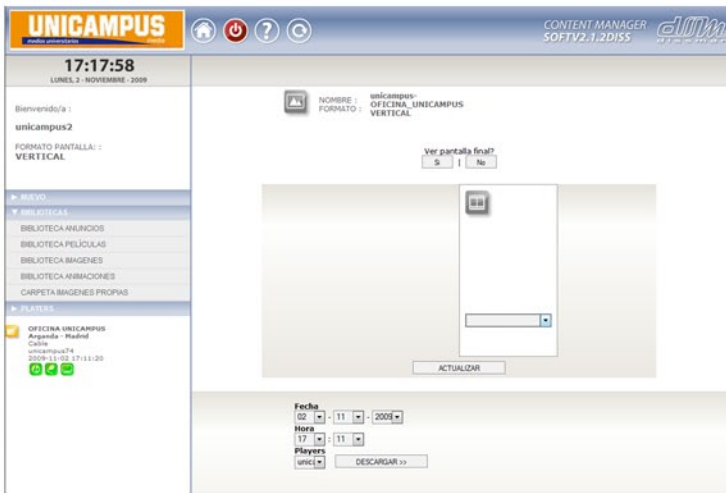 UNICAMPUS
medios universitarios
CONTENT MANAGER
SOFTV2.1.2DISS
17:17:58
LUNES, 2 - NOVIEMBRE - 2009
Bienvenido/a :
unicampus2
FORMATO PANTALLA: :
VERTICAL
NUEVO
BIBLIOTECAS
BIBLIOTECA ANUNCIOS
BIBLIOTECA PELÍCULAS
BIBLIOTECA IMAGENES
BIBLIOTECA ANIMACIONES
CARPETA IMAGENES PROPIAS
PLAYERS
OFICINA UNICAMPUS
Arganda - Madrid
Cable
unicampus74
2009-11-02 17:11:20
NOMBRE : unicampus-OFICINA_UNICAMPUS
FORMATO : VERTICAL
Ver pantalla final?
Si | No
ACTUALIZAR
Fecha
02 - 11 - 2009
Hora
17 : 11
Players
unic
DESCARGAR >>